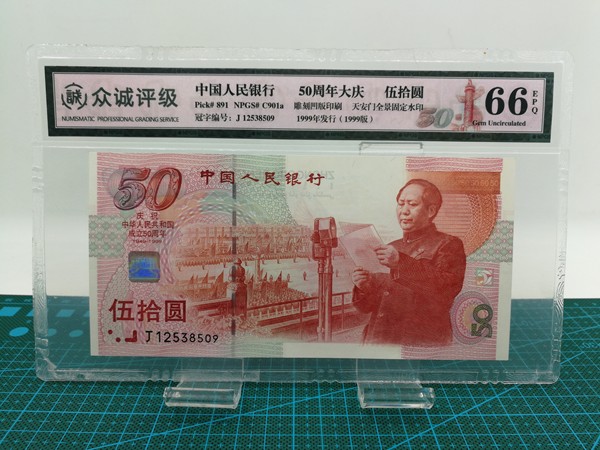 誠
众诚评级
NUMISMATIC PROFESSIONAL GRADING SERVICE
中国人民银行 50周年大庆 伍拾圆
Pick# 891 NPGS# C901a 雕刻凹版印刷 天安门全景固定水印
冠字编号: J 12538509 1999年发行 (1999版)
50
66
EPQ
Gem Uncirculated
50
中国人民银行
庆祝
中华人民共和国
成立50周年
伍拾圆
J12538509
50